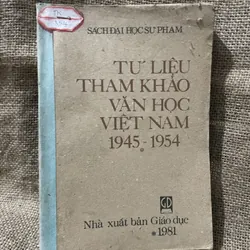 SÁCH ĐẠI HỌC SƯ PHẠM
TƯ LIỆU
THAM KHẢO
VĂN HỌC
VIỆT NAM
1945 - 1954
Nhà xuất bản Giáo dục
1981